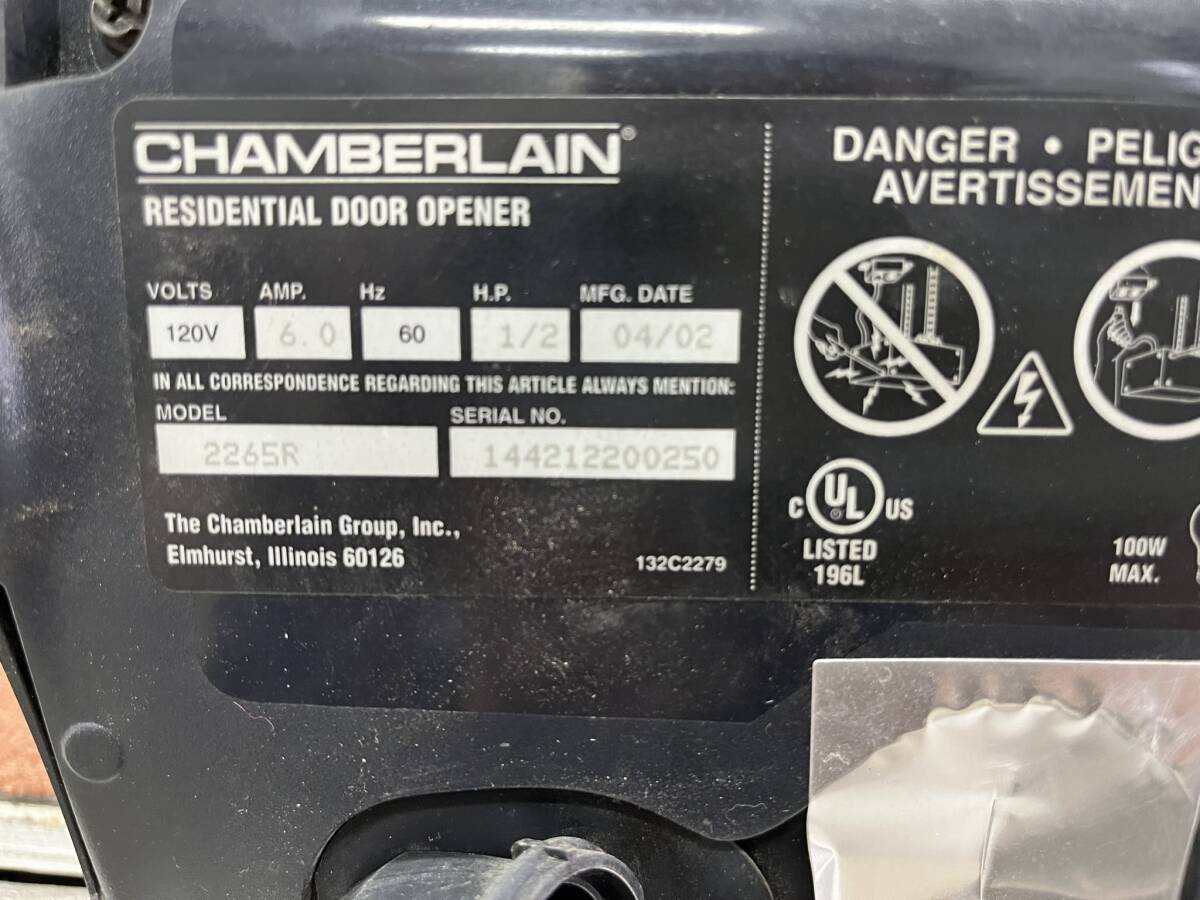 CHAMBERLAIN®
RESIDENTIAL DOOR OPENER
VOLTS AMP. Hz H.P. MFG. DATE
120V 6.0 60 1/2 04/02
IN ALL CORRESPONDENCE REGARDING THIS ARTICLE ALWAYS MENTION:
MODEL SERIAL NO.
2265R 144212200250
The Chamberlain Group, Inc.,
Elmhurst, Illinois 60126
132C2279
DANGER • PELIG
AVERTISSEMEN
C UL® US
LISTED
196L
100W
MAX.